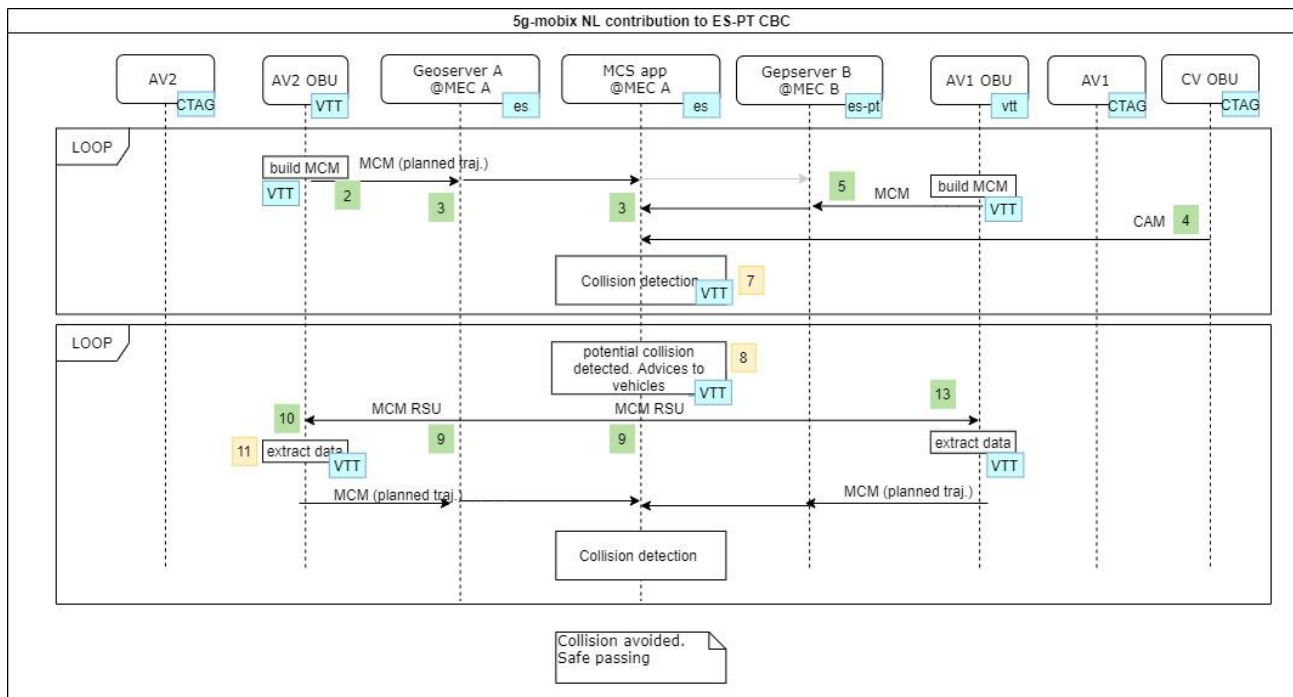 5g-mobix NL contribution to ES-PT CBC
AV2
CTAG
AV2 OBU
VTT
Geoserver A
@MEC A
es
MCS app
@MEC A
es
Gepserver B
@MEC B
es-pt
AV1 OBU
vtt
AV1
CTAG
CV OBU
CTAG
LOOP
build MCM
VTT
MCM (planned traj.)
2
3
3
5
MCM
build MCM
VTT
CAM
4
Collision detection
VTT
7
LOOP
potential collision
detected. Advices to
vehicles
VTT
8
10
MCM RSU
MCM RSU
13
9
9
11
extract data
VTT
extract data
VTT
MCM (planned traj.)
MCM (planned traj.)
Collision detection
Collision avoided.
Safe passing